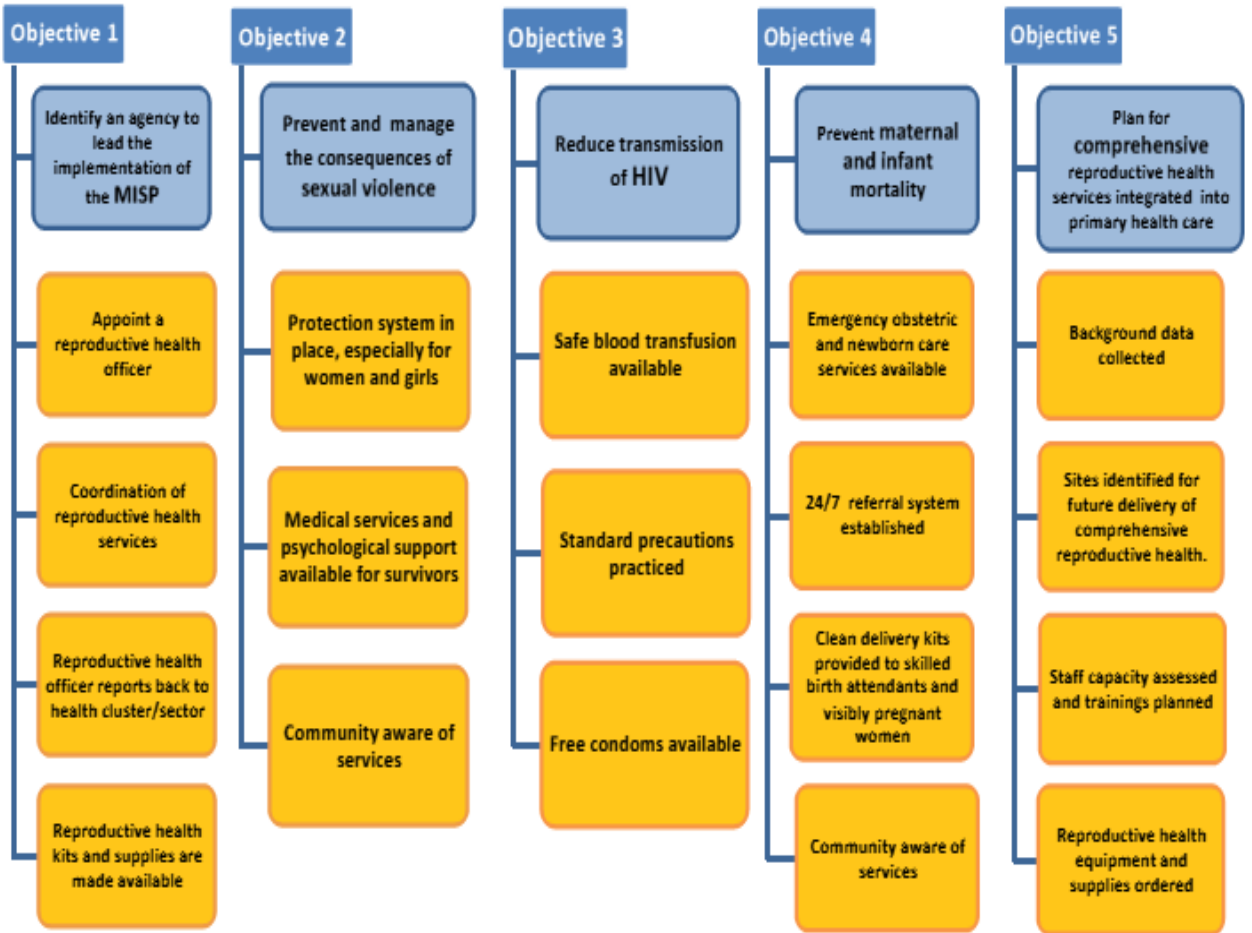 Objective 1
Identify an agency to
lead the
implementation of
the MISP
Appoint a
reproductive health
officer
Coordination of
reproductive health
services
Reproductive health
officer reports back to
health cluster/sector
Reproductive health
kits and supplies are
made available
Objective 2
Prevent and manage
the consequences of
sexual violence
Protection system in
place, especially for
women and girls
Medical services and
psychological support
available for survivors
Community aware of
services
Objective 3
Reduce transmission
of HIV
Safe blood transfusion
available
Standard precautions
practiced
Free condoms available
Objective 4
Prevent maternal
and infant
mortality
Emergency obstetric
and newborn care
services available
24/7 referral system
established
Clean delivery kits
provided to skilled
birth attendants and
visibly pregnant
women
Community aware of
services
Objective 5
Plan for
comprehensive
reproductive health
services integrated into
primary health care
Background data
collected
Sites identified for
future delivery of
comprehensive
reproductive health.
Staff capacity assessed
and trainings planned
Reproductive health
equipment and
supplies ordered